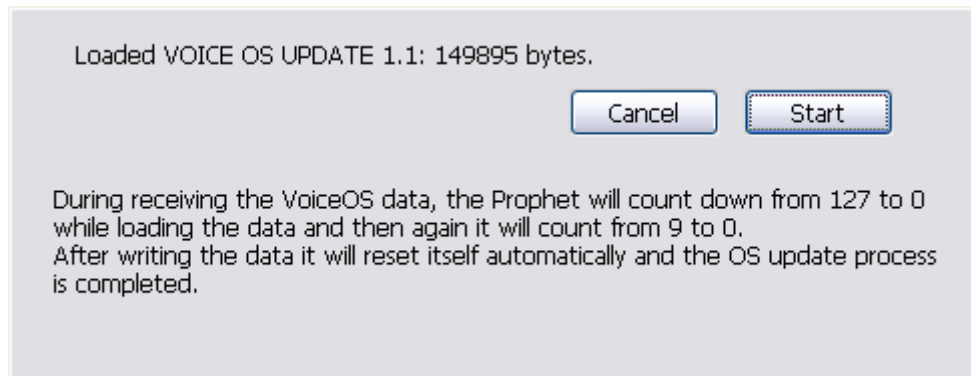 Loaded VOICE OS UPDATE 1.1: 149895 bytes.
Cancel
Start
During receiving the VoiceOS data, the Prophet will count down from 127 to 0
while loading the data and then again it will count from 9 to 0.
After writing the data it will reset itself automatically and the OS update process
is completed.